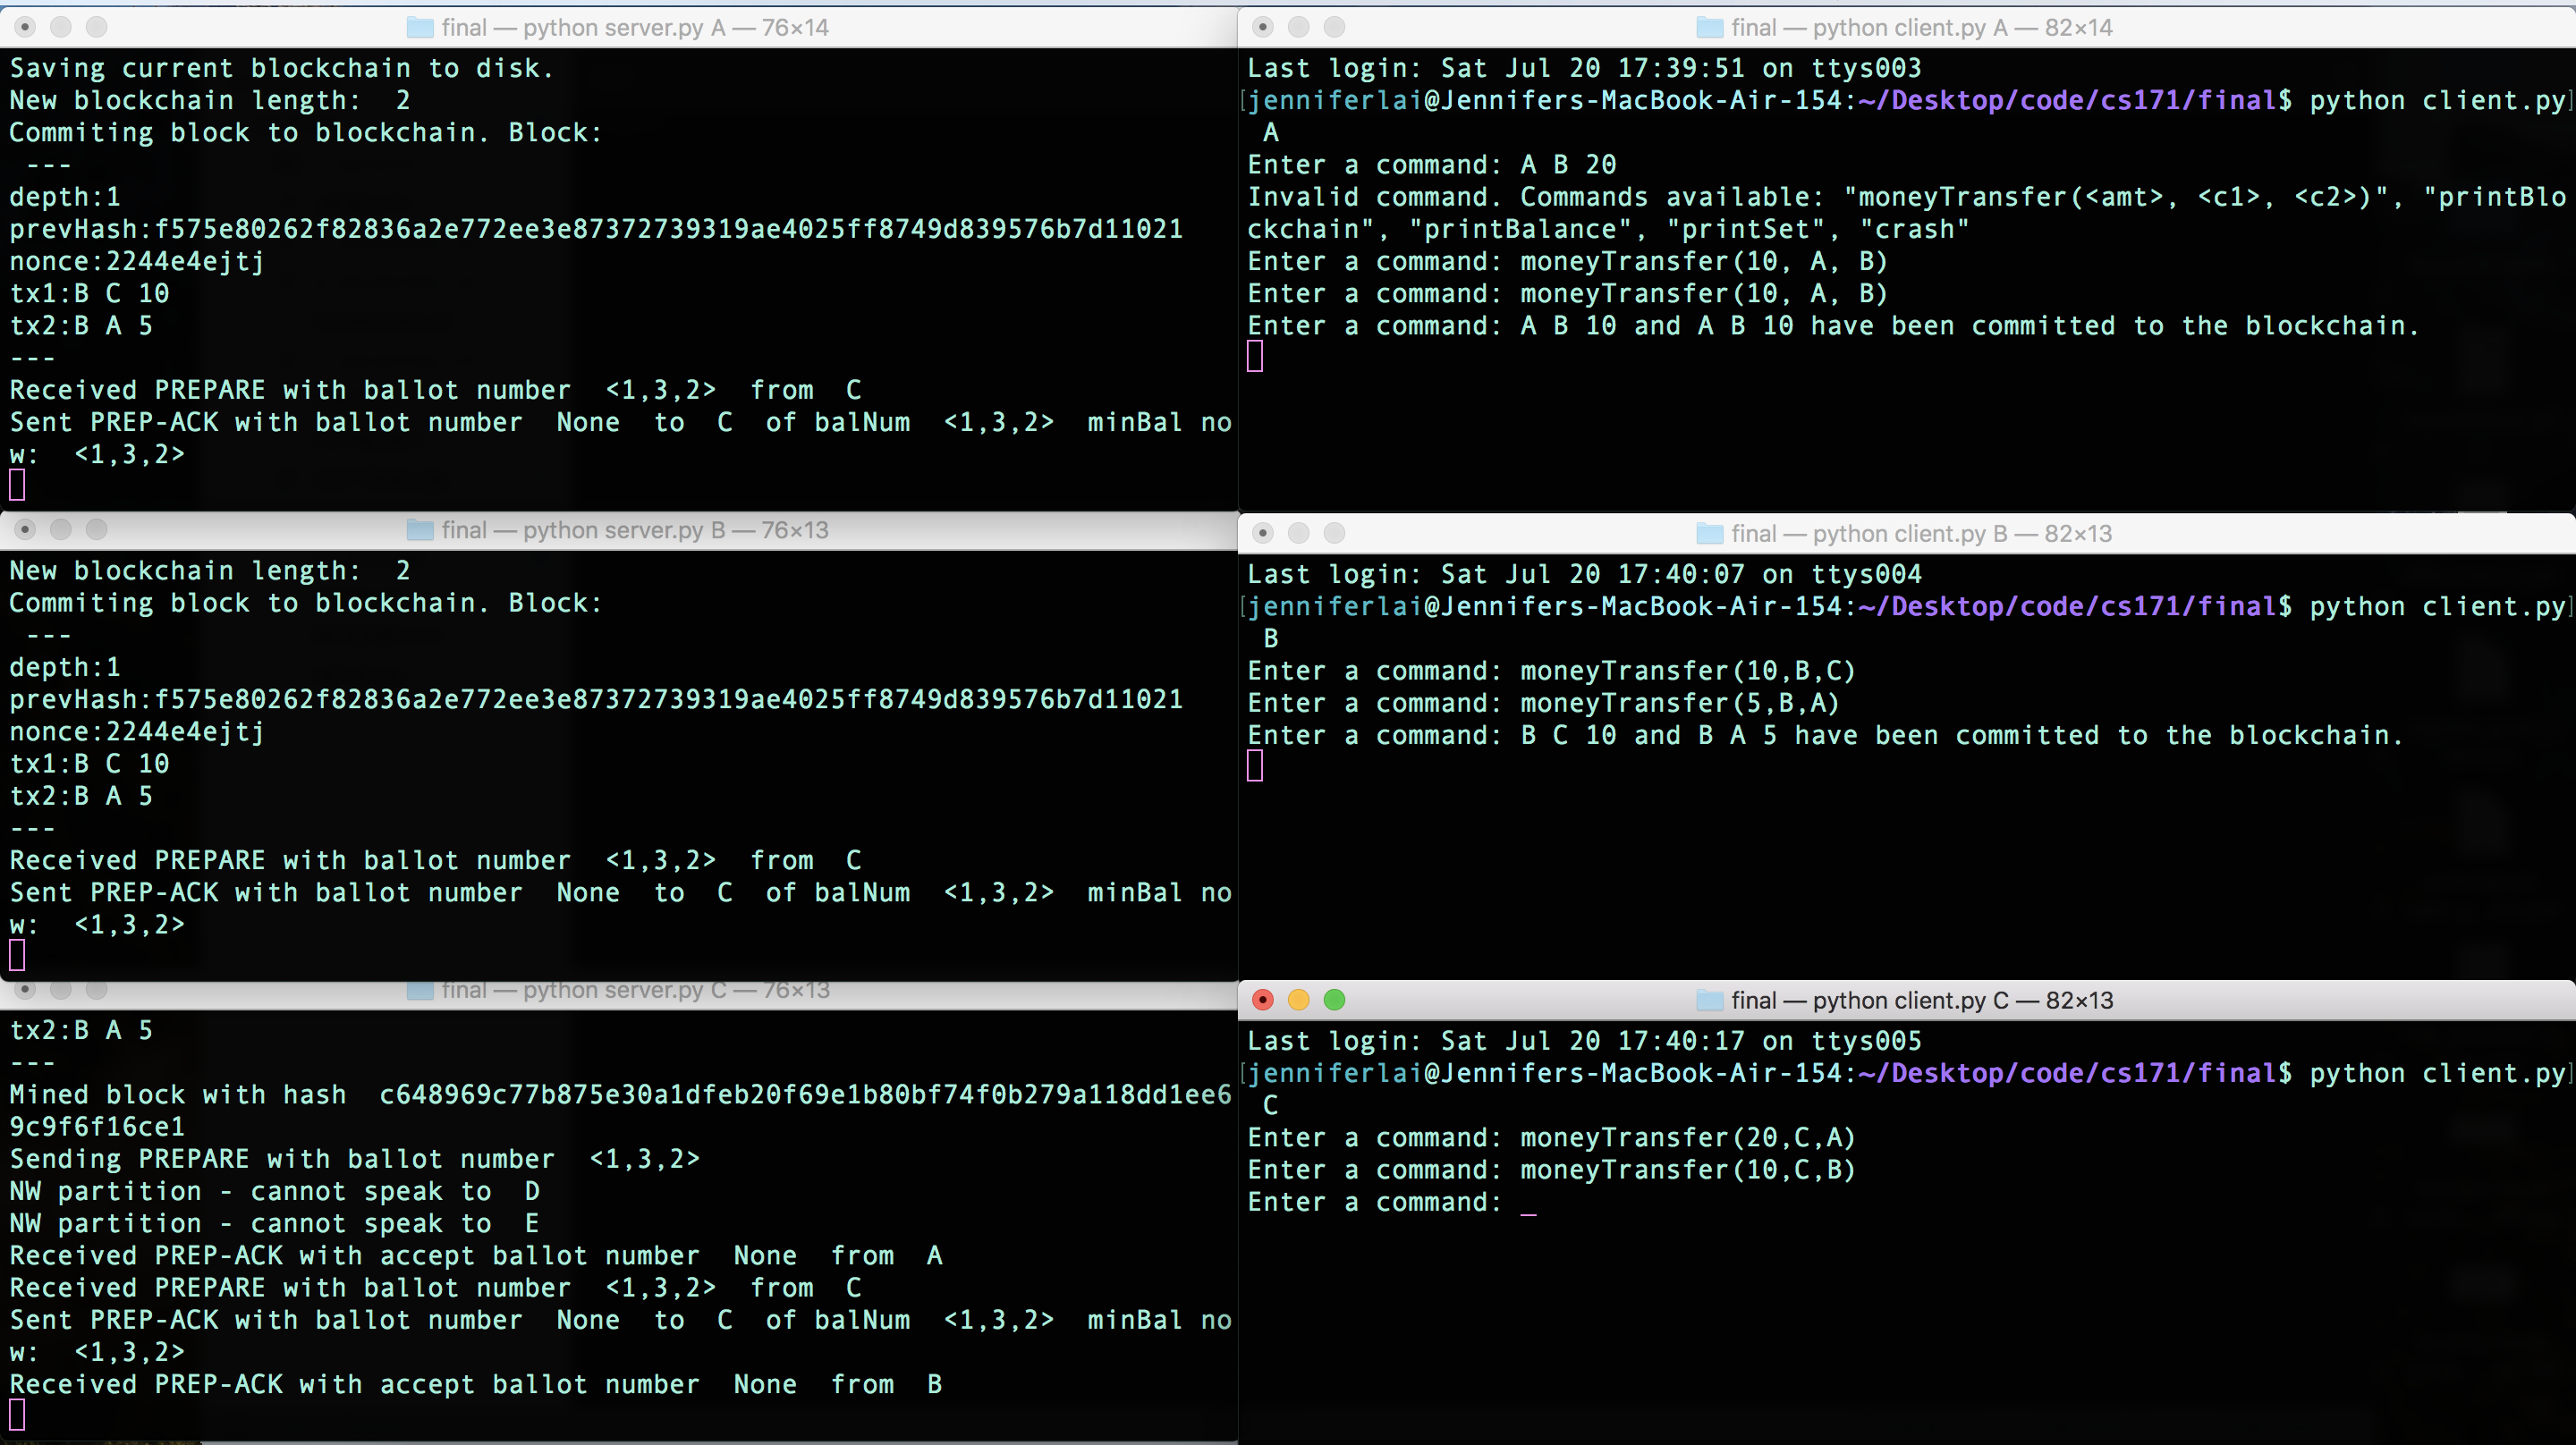 final — python server.py A — 76×14
Saving current blockchain to disk.
New blockchain length:  2
Commiting block to blockchain. Block:
 ---
depth:1
prevHash:f575e80262f82836a2e772ee3e87372739319ae4025ff8749d839576b7d11021
nonce:2244e4ejtj
tx1:B C 10
tx2:B A 5
---
Received PREPARE with ballot number  <1,3,2>  from  C
Sent PREP-ACK with ballot number  None  to  C  of balNum  <1,3,2>  minBal no
w:  <1,3,2>
final — python client.py A — 82×14
Last login: Sat Jul 20 17:39:51 on ttys003
[jenniferlai@Jennifers-MacBook-Air-154:~/Desktop/code/cs171/final$ python client.py]
 A
Enter a command: A B 20
Invalid command. Commands available: "moneyTransfer(<amt>, <c1>, <c2>)", "printBlo
ckchain", "printBalance", "printSet", "crash"
Enter a command: moneyTransfer(10, A, B)
Enter a command: moneyTransfer(10, A, B)
Enter a command: A B 10 and A B 10 have been committed to the blockchain.
final — python server.py B — 76×13
New blockchain length:  2
Commiting block to blockchain. Block:
 ---
depth:1
prevHash:f575e80262f82836a2e772ee3e87372739319ae4025ff8749d839576b7d11021
nonce:2244e4ejtj
tx1:B C 10
tx2:B A 5
---
Received PREPARE with ballot number  <1,3,2>  from  C
Sent PREP-ACK with ballot number  None  to  C  of balNum  <1,3,2>  minBal no
w:  <1,3,2>
final — python client.py B — 82×13
Last login: Sat Jul 20 17:40:07 on ttys004
[jenniferlai@Jennifers-MacBook-Air-154:~/Desktop/code/cs171/final$ python client.py]
 B
Enter a command: moneyTransfer(10,B,C)
Enter a command: moneyTransfer(5,B,A)
Enter a command: B C 10 and B A 5 have been committed to the blockchain.
final — python server.py C — 76×13
tx2:B A 5
---
Mined block with hash  c648969c77b875e30a1dfeb20f69e1b80bf74f0b279a118dd1ee6
9c9f6f16ce1
Sending PREPARE with ballot number  <1,3,2>
NW partition - cannot speak to  D
NW partition - cannot speak to  E
Received PREP-ACK with accept ballot number  None  from  A
Received PREPARE with ballot number  <1,3,2>  from  C
Sent PREP-ACK with ballot number  None  to  C  of balNum  <1,3,2>  minBal no
w:  <1,3,2>
Received PREP-ACK with accept ballot number  None  from  B
final — python client.py C — 82×13
Last login: Sat Jul 20 17:40:17 on ttys005
[jenniferlai@Jennifers-MacBook-Air-154:~/Desktop/code/cs171/final$ python client.py]
 C
Enter a command: moneyTransfer(20,C,A)
Enter a command: moneyTransfer(10,C,B)
Enter a command: _